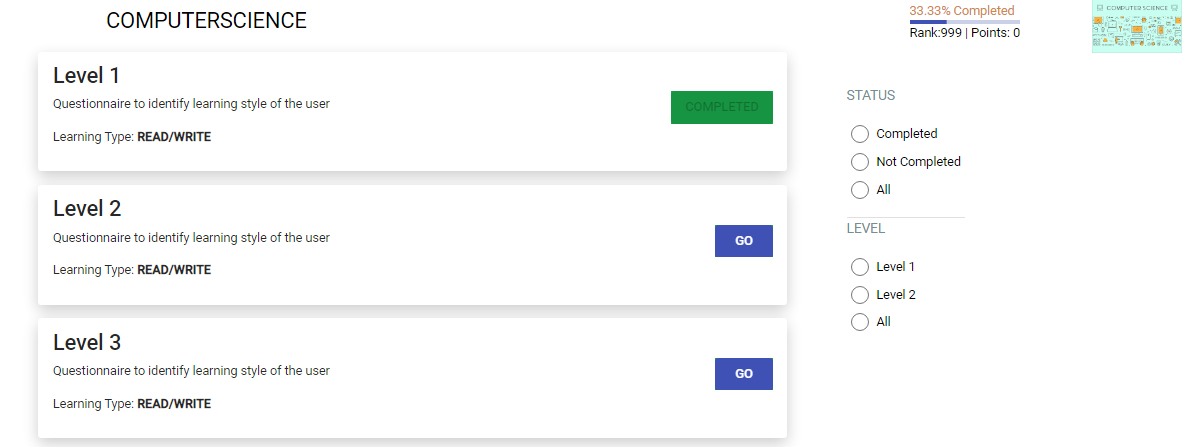 COMPUTERSCIENCE
33.33% Completed
Rank:999 | Points: 0
COMPUTER SCIENCE
Level 1
Questionnaire to identify learning style of the user
COMPLETED
Learning Type: READ/WRITE
Level 2
Questionnaire to identify learning style of the user
GO
Learning Type: READ/WRITE
Level 3
Questionnaire to identify learning style of the user
GO
Learning Type: READ/WRITE
STATUS
Completed
Not Completed
All
LEVEL
Level 1
Level 2
All